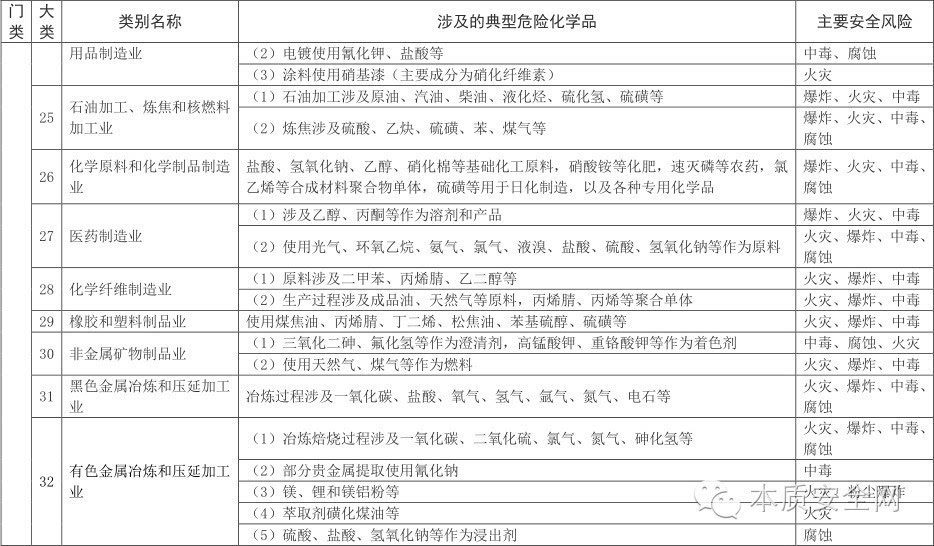 门类 大类 类别名称 涉及的典型危险化学品 主要安全风险
用品制造业 (2) 电镀使用氰化钾、盐酸等 中毒、腐蚀
(3) 涂料使用硝基漆（主要成分为硝化纤维素） 火灾
25 石油加工、炼焦和核燃料
加工业
(1) 石油加工涉及原油、汽油、柴油、液化烃、硫化氢、硫磺等 爆炸、火灾、中毒
(2) 炼焦涉及硫酸、乙炔、硫磺、苯、煤气等 爆炸、火灾、中毒、
腐蚀
26 化学原料和化学制品制造
业
盐酸、氢氧化钠、乙醇、硝化棉等基础化工原料，硝酸铵等化肥，速灭磷等农药，氯
乙烯等合成材料聚合物单体，硫磺等用于日化制造，以及各种专用化学品
爆炸、火灾、中毒、
腐蚀
27 医药制造业
(1) 涉及乙醇、丙酮等作为溶剂和产品 爆炸、火灾、中毒
(2) 使用光气、环氧乙烷、氨气、氯气、液溴、盐酸、硫酸、氢氧化钠等作为原料 火灾、爆炸、中毒、
腐蚀
28 化学纤维制造业
(1) 原料涉及二甲苯、丙烯腈、乙二醇等 火灾、爆炸、中毒
(2) 生产过程涉及成品油、天然气等原料，丙烯腈、丙烯等聚合单体 火灾、爆炸、中毒
29 橡胶和塑料制品业 使用煤焦油、丙烯腈、丁二烯、松焦油、苯基硫醇、硫磺等 火灾、爆炸、中毒
30 非金属矿物制品业
(1) 三氧化二砷、氟化氢等作为澄清剂，高锰酸钾、重铬酸钾等作为着色剂 中毒、腐蚀、火灾
(2) 使用天然气、煤气等作为燃料 火灾、爆炸、中毒
31 黑色金属冶炼和压延加工
业
冶炼过程涉及一氧化碳、盐酸、氧气、氢气、氩气、氮气、电石等 火灾、爆炸、中毒、
腐蚀
32 有色金属冶炼和压延加工
业
(1) 冶炼焙烧过程涉及一氧化碳、二氧化硫、氯气、氮气、砷化氢等 火灾、爆炸、中毒、
腐蚀
(2) 部分贵金属提取使用氰化钠 中毒
(3) 镁、锂和镁铝粉等 火灾、粉尘爆炸
(4) 萃取剂磺化煤油等 火灾
(5) 硫酸、盐酸、氢氧化钠等作为浸出剂 腐蚀
本质安全网